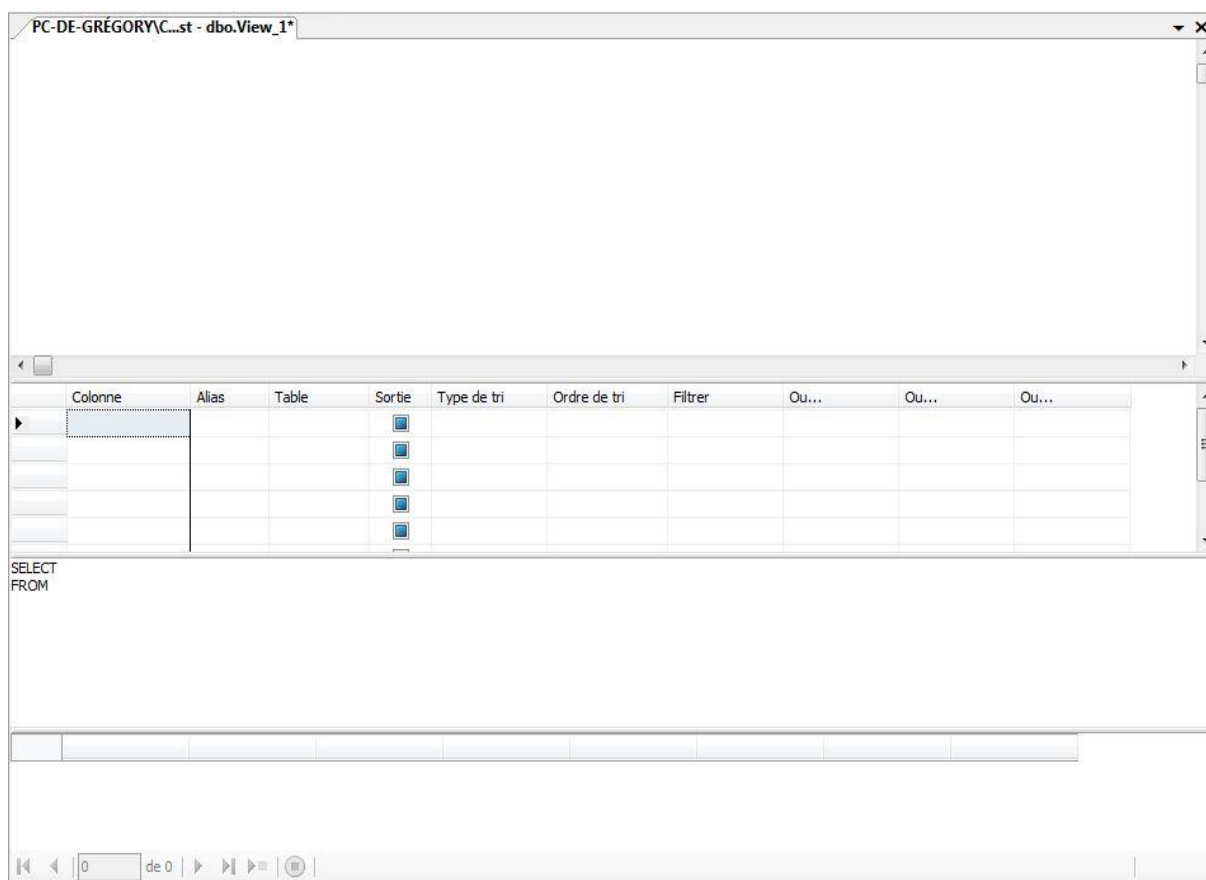 PC-DE-GRÉGORY\C...st - dbo.View_1*
Colonne Alias Table Sortie Type de tri Ordre de tri Filtrer Ou... Ou... Ou...
SELECT
FROM
0 de 0